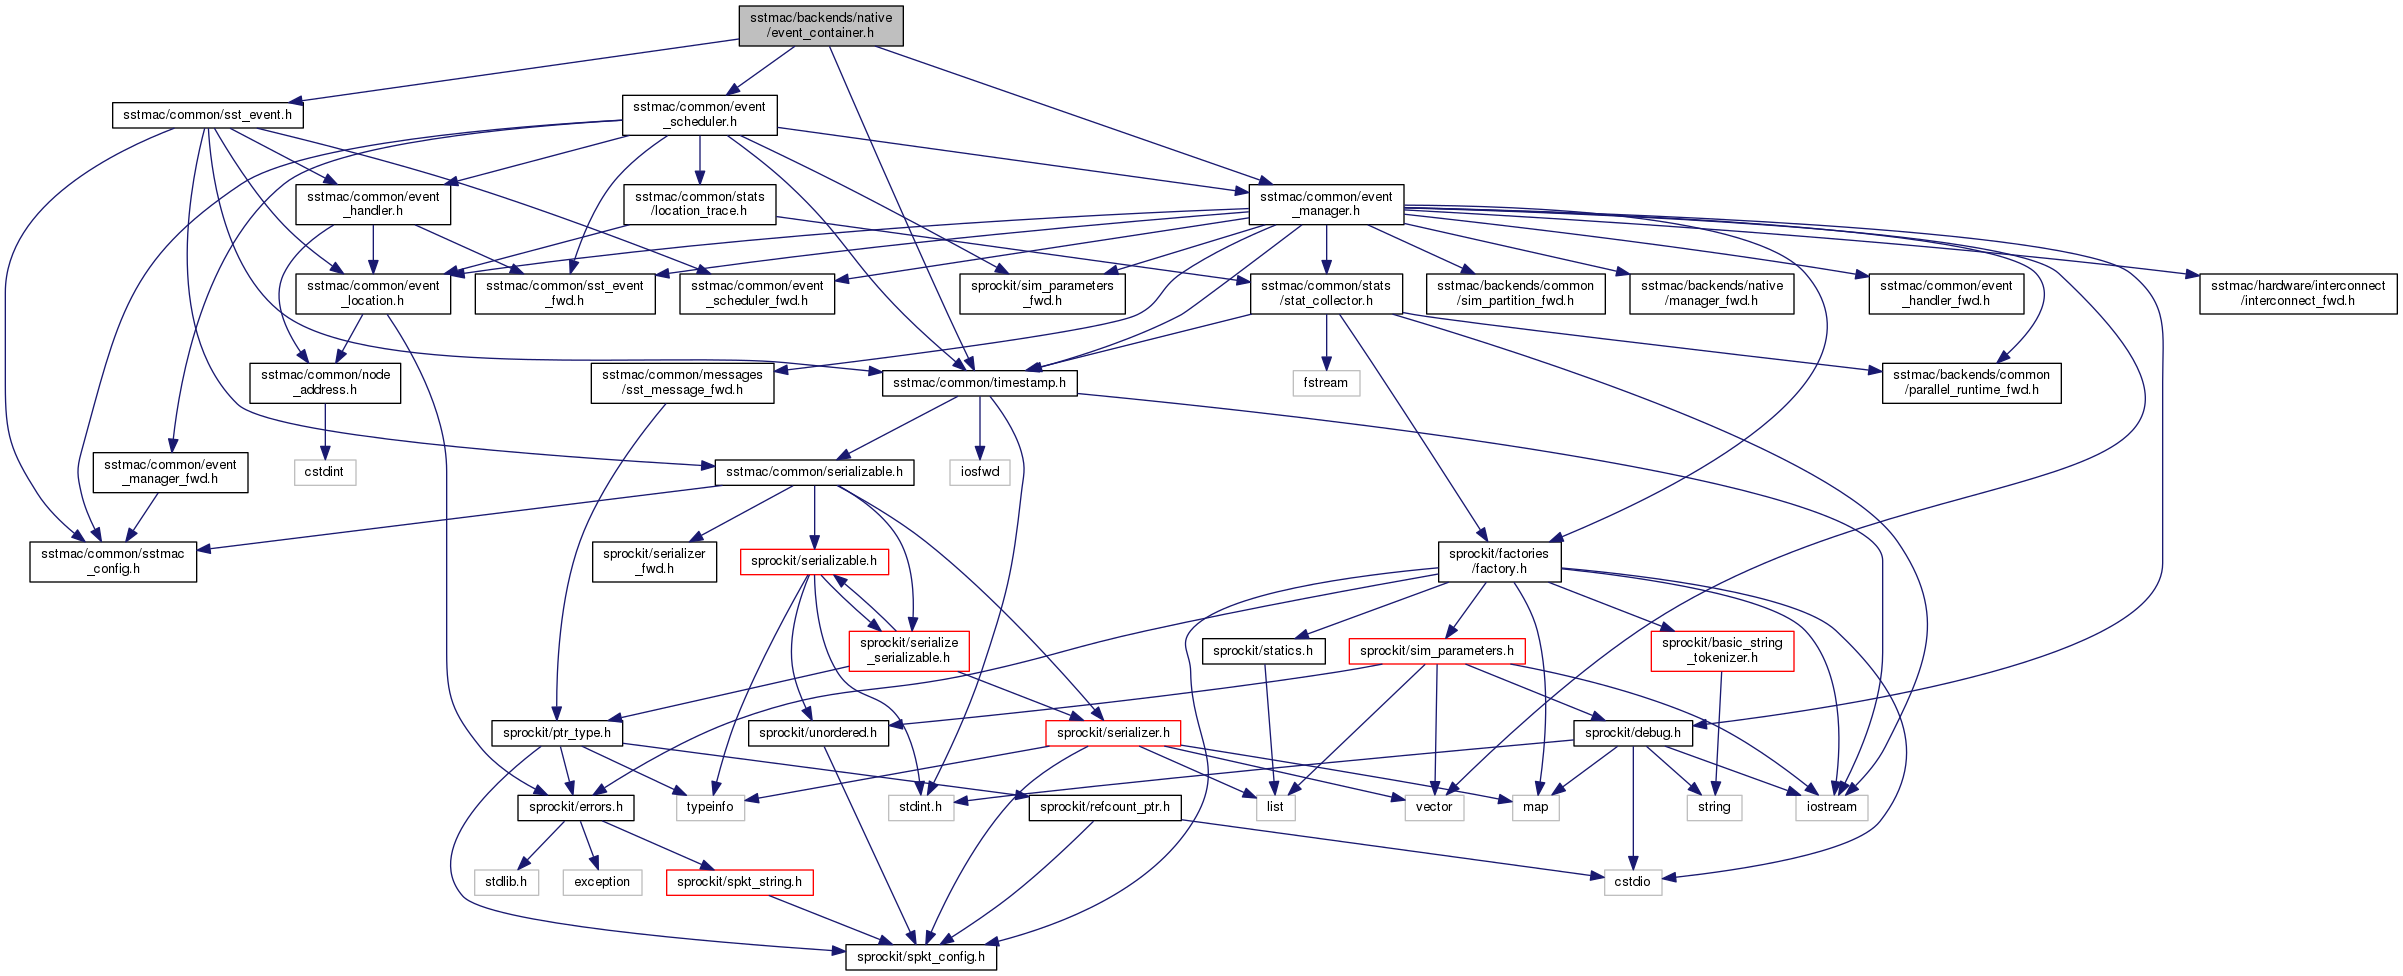 sstmac/backends/native
/event_container.h
sstmac/common/sst_event.h
sstmac/common/event
_scheduler.h
sstmac/common/event
_handler.h
sstmac/common/stats
/location_trace.h
sstmac/common/event
_manager.h
sstmac/common/event
_location.h
sstmac/common/sst_event
_fwd.h
sstmac/common/event
_scheduler_fwd.h
sprockit/sim_parameters
_fwd.h
sstmac/common/stats
/stat_collector.h
sstmac/backends/common
/sim_partition_fwd.h
sstmac/backends/native
/manager_fwd.h
sstmac/common/event
_handler_fwd.h
sstmac/hardware/interconnect
/interconnect_fwd.h
sstmac/common/node
_address.h
sstmac/common/messages
/sst_message_fwd.h
sstmac/common/timestamp.h
fstream
sstmac/backends/common
/parallel_runtime_fwd.h
sstmac/common/event
_manager_fwd.h
cstdint
sstmac/common/serializable.h
iosfwd
sstmac/common/sstmac
_config.h
sprockit/serializer
_fwd.h
sprockit/serializable.h
sprockit/factories
/factory.h
sprockit/serialize
_serializable.h
sprockit/statics.h
sprockit/sim_parameters.h
sprockit/basic_string
_tokenizer.h
sprockit/ptr_type.h
sprockit/unordered.h
sprockit/serializer.h
sprockit/debug.h
sprockit/errors.h
typeinfo
stdint.h
sprockit/refcount_ptr.h
list
vector
map
string
iostream
stdlib.h
exception
sprockit/spkt_string.h
cstdio
sprockit/spkt_config.h